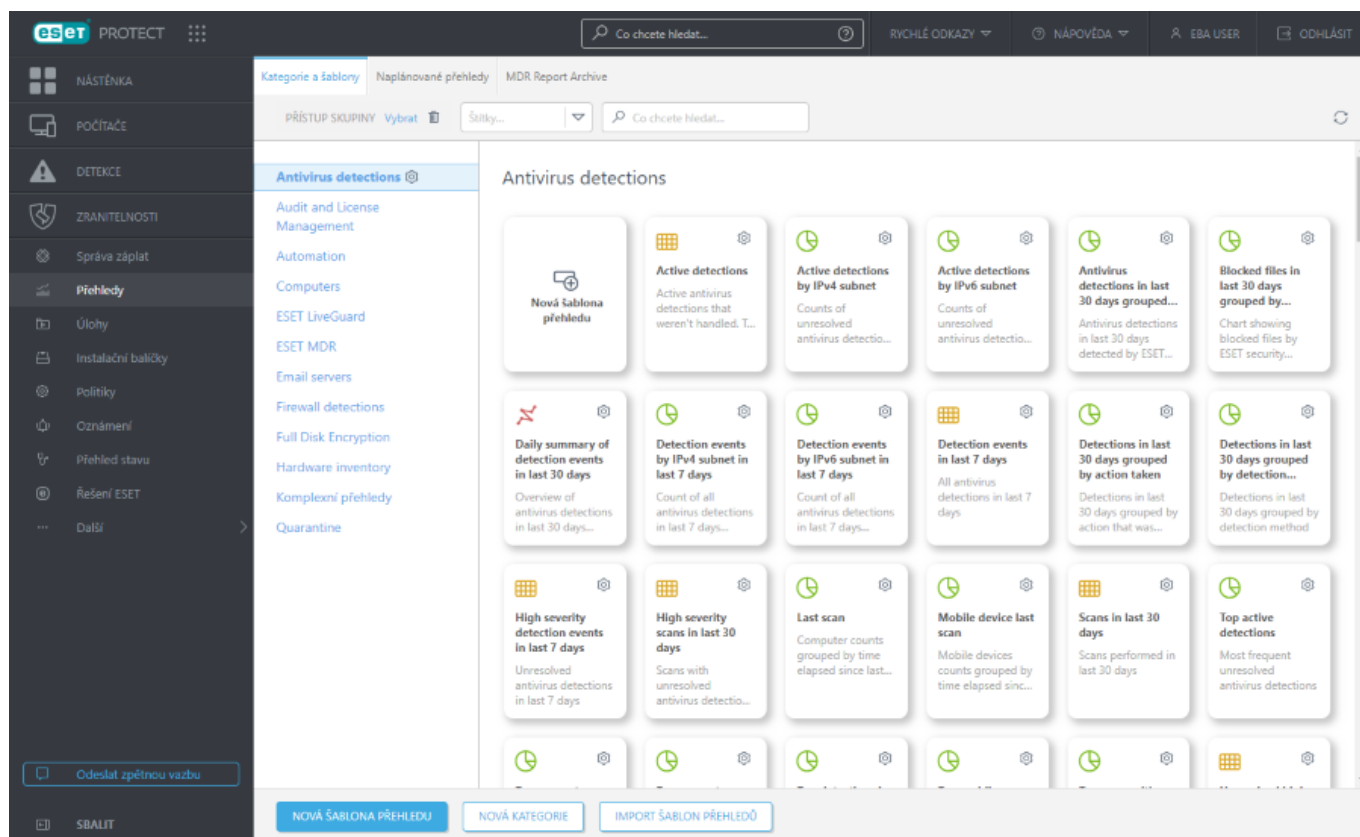 eset PROTECT
Co chcete hledat...
RYCHLÉ ODKAZY
NÁPOVĚDA
EBA USER
ODHLÁSIT
NÁSTĚNKA
POČÍTAČE
DETEKCE
ZRANITELNOSTI
Správa záplat
Přehledy
Úlohy
Instalační balíčky
Politiky
Oznámení
Přehled stavu
Řešení ESET
Další
Odeslat zpětnou vazbu
SBALIT
Kategorie a šablony
Naplánované přehledy
MDR Report Archive
PŘÍSTUP SKUPINY Vybrat
Štítky...
Co chcete hledat...
Antivirus detections
Audit and License
Management
Automation
Computers
ESET LiveGuard
ESET MDR
Email servers
Firewall detections
Full Disk Encryption
Hardware inventory
Komplexní přehledy
Quarantine
Antivirus detections
Nová šablona
přehledu
Active detections
Active antivirus
detections that
weren't handled. T...
Active detections
by IPv4 subnet
Counts of
unresolved
antivirus detectio...
Active detections
by IPv6 subnet
Counts of
unresolved
antivirus detectio...
Antivirus
detections in last
30 days grouped...
Antivirus detections
in last 30 days
detected by ESET...
Blocked files in
last 30 days
grouped by...
Chart showing
blocked files by
ESET security...
Daily summary of
detection events
in last 30 days
Overview of
antivirus detections
in last 30 days...
Detection events
by IPv4 subnet in
last 7 days
Count of all
antivirus detections
in last 7 days...
Detection events
by IPv6 subnet in
last 7 days
Count of all
antivirus detections
in last 7 days...
Detection events
in last 7 days
All antivirus
detections in last 7
days
Detections in last
30 days grouped
by action taken
Detections in last
30 days grouped by
action that was...
Detections in last
30 days grouped
by detection...
Detections in last
30 days grouped by
detection method
High severity
detection events
in last 7 days
Unresolved
antivirus detections
in last 7 days
High severity
scans in last 30
days
Scans with
unresolved
antivirus detectio...
Last scan
Computer counts
grouped by time
elapsed since last...
Mobile device last
scan
Mobile devices
counts grouped by
time elapsed sinc...
Scans in last 30
days
Scans performed in
last 30 days
Top active
detections
Most frequent
unresolved
antivirus detections
NOVÁ ŠABLONA PŘEHLEDU
NOVÁ KATEGORIE
IMPORT ŠABLON PŘEHLEDŮ